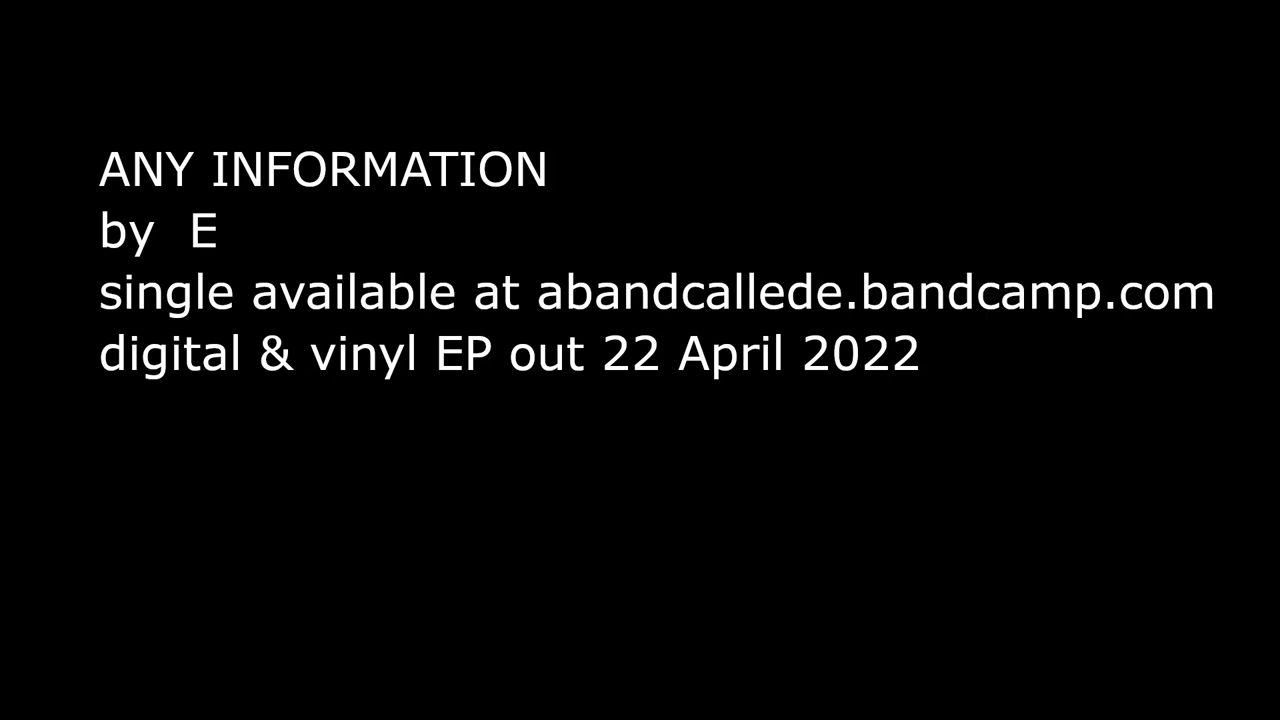 ANY INFORMATION
by  E
single available at abandcallede.bandcamp.com
digital & vinyl EP out 22 April 2022